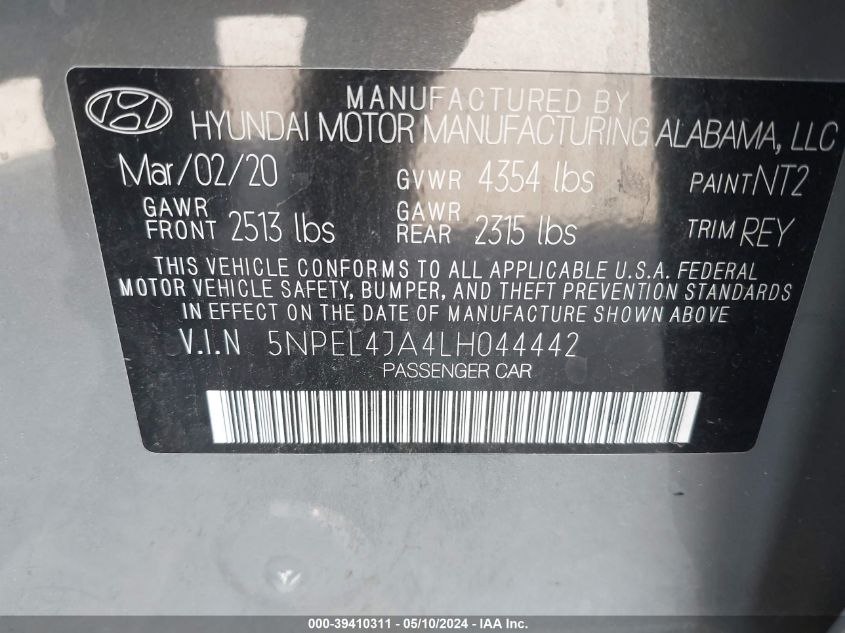 MANUFACTURED BY
HYUNDAI MOTOR MANUFACTURING ALABAMA, LLC
Mar/02/20 GVWR 4354 lbs PAINT NT2
GAWR FRONT 2513 lbs GAWR REAR 2315 lbs TRIM REY
THIS VEHICLE CONFORMS TO ALL APPLICABLE U.S.A. FEDERAL
MOTOR VEHICLE SAFETY, BUMPER, AND THEFT PREVENTION STANDARDS
IN EFFECT ON THE DATE OF MANUFACTURE SHOWN ABOVE
V.I.N 5NPEL4JA4LH044442
PASSENGER CAR
000-39410311 - 05/10/2024 - IAA Inc.